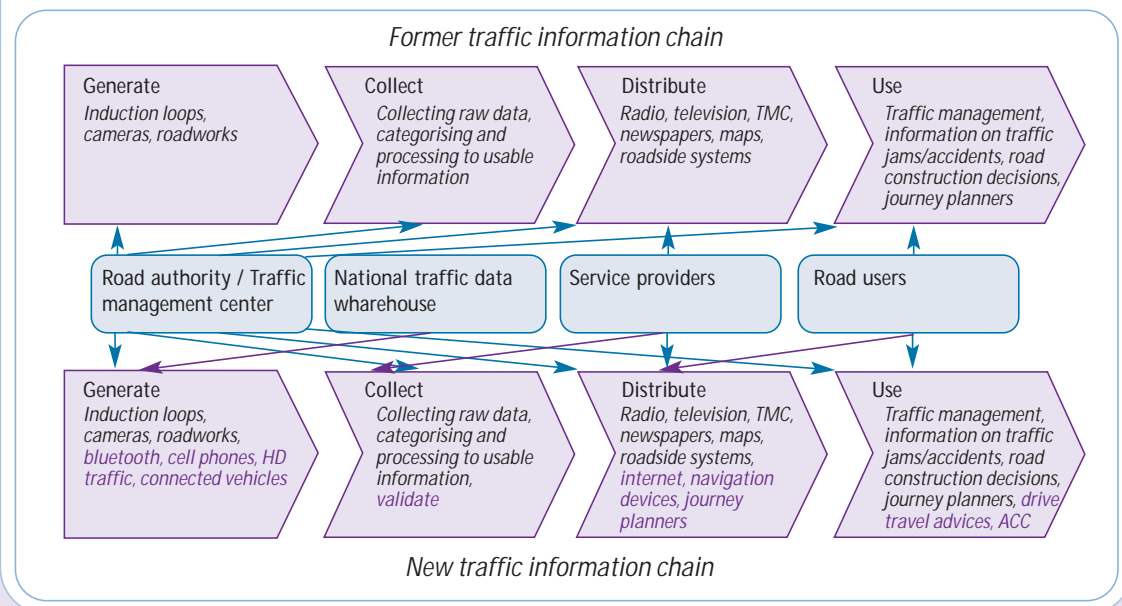 Former traffic information chain
Generate
Induction loops,
cameras, roadworks
Collect
Collecting raw data,
categorising and
processing to usable
information
Distribute
Radio, television, TMC,
newspapers, maps,
roadside systems
Use
Traffic management,
information on traffic
jams/accidents, road
construction decisions,
journey planners
Road authority / Traffic
management center
National traffic data
wharehouse
Service providers
Road users
Generate
Induction loops,
cameras, roadworks,
bluetooth, cell phones, HD
traffic, connected vehicles
Collect
Collecting raw data,
categorising and
processing to usable
information,
validate
Distribute
Radio, television, TMC,
newspapers, maps,
roadside systems,
internet, navigation
devices, journey
planners
Use
Traffic management,
information on traffic
jams/accidents, road
construction decisions,
journey planners, drive
travel advices, ACC
New traffic information chain